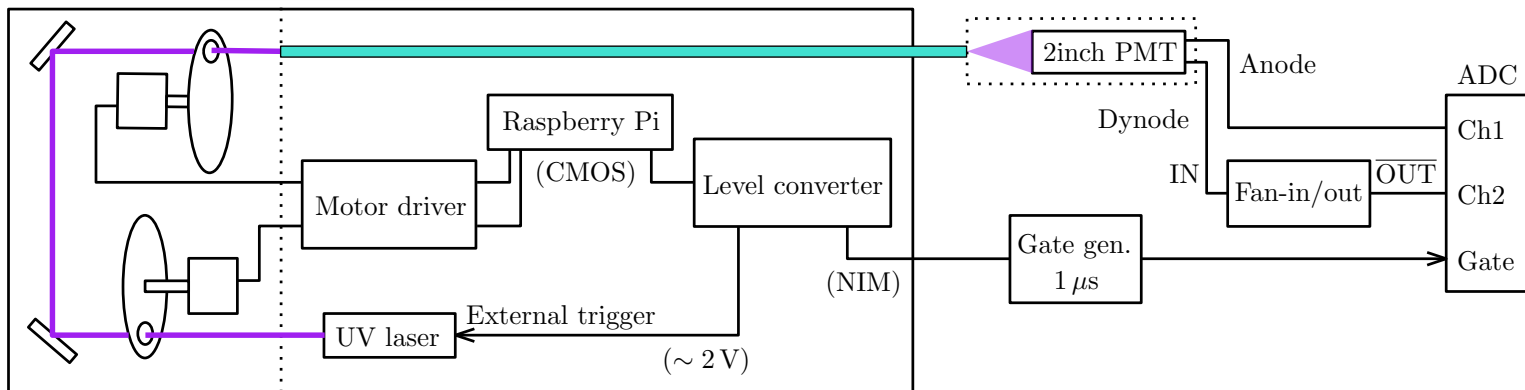 2inch PMT
Anode
ADC
Dynode
Ch1
Raspberry Pi
(CMOS)
Level converter
IN
Fan-in/out
OUT
Ch2
Motor driver
Gate gen.
1 μs
Gate
(NIM)
External trigger
UV laser
(∼ 2 V)